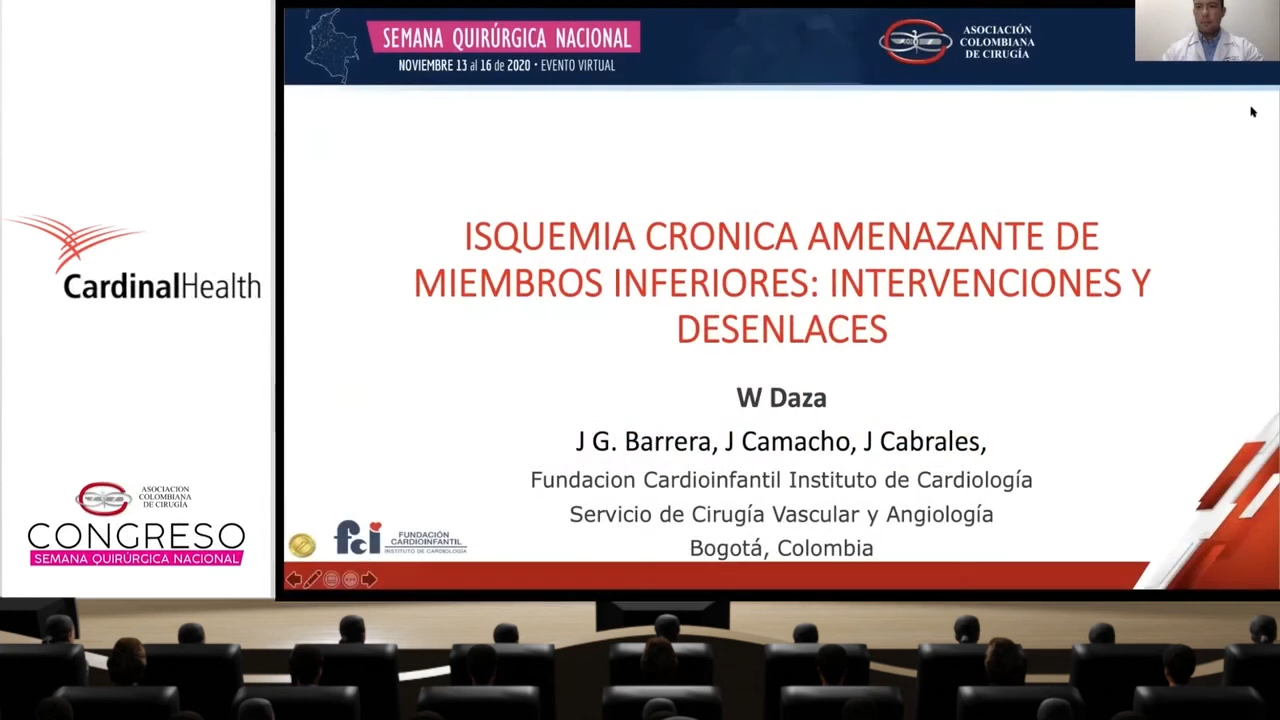 SEMANA QUIRÚRGICA NACIONAL
NOVIEMBRE 13 al 16 de 2020 • EVENTO VIRTUAL
ASOCIACIÓN
COLOMBIANA
DE CIRUGÍA
ISQUEMIA CRONICA AMENAZANTE DE
MIEMBROS INFERIORES: INTERVENCIONES Y
DESENLACES
W Daza
J G. Barrera, J Camacho, J Cabrales,
Fundacion Cardioinfantil Instituto de Cardiología
Servicio de Cirugía Vascular y Angiología
Bogotá, Colombia
fci
FUNDACIÓN
CARDIOINFANTIL
INSTITUTO DE CARDIOLOGÍA
CardinalHealth
ASOCIACIÓN
COLOMBIANA
DE CIRUGÍA
CONGRESO
SEMANA QUIRÚRGICA NACIONAL